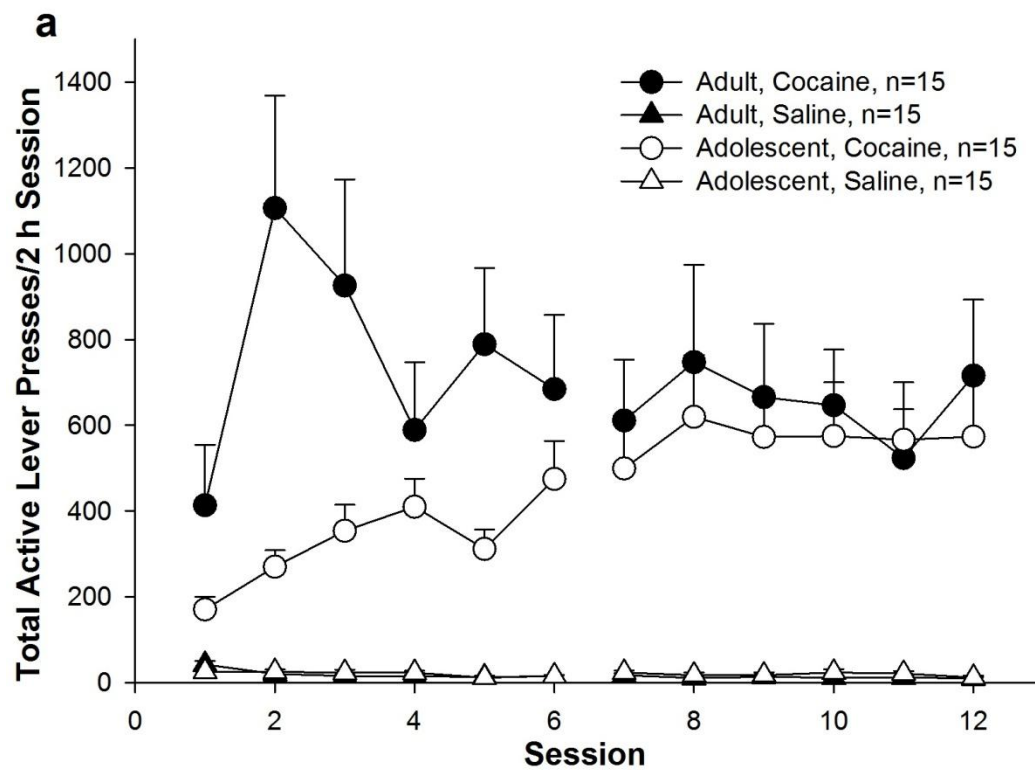 a
Total Active Lever Presses/2 h Session
1400
1200
1000
800
600
400
200
0
Adult, Cocaine, n=15
Adult, Saline, n=15
Adolescent, Cocaine, n=15
Adolescent, Saline, n=15
0 2 4 6 8 10 12
Session